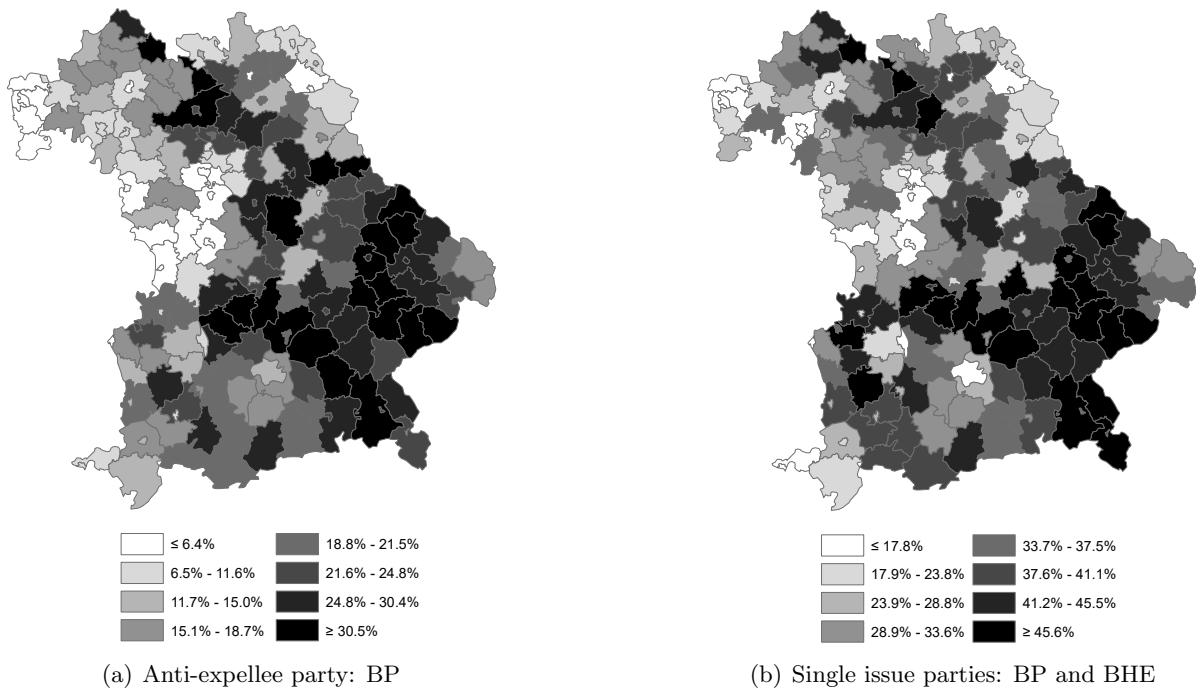 ≤ 6.4%
6.5% - 11.6%
11.7% - 15.0%
15.1% - 18.7%
18.8% - 21.5%
21.6% - 24.8%
24.8% - 30.4%
≥ 30.5%
(a) Anti-expellee party: BP
≤ 17.8%
17.9% - 23.8%
23.9% - 28.8%
28.9% - 33.6%
33.7% - 37.5%
37.6% - 41.1%
41.2% - 45.5%
≥ 45.6%
(b) Single issue parties: BP and BHE